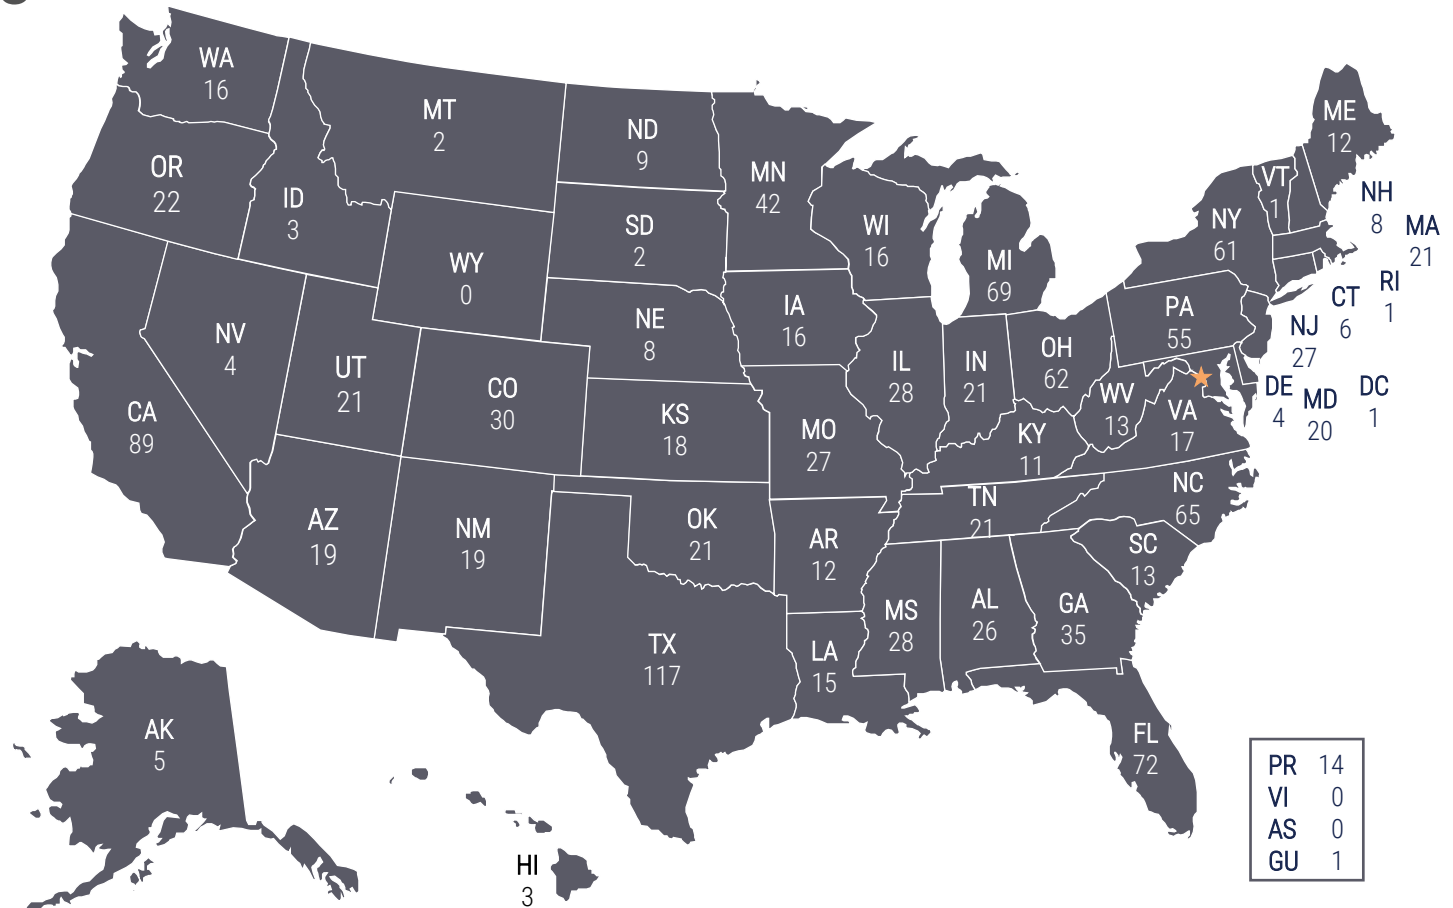 WA
16
OR
22
ID
3
MT
2
ND
9
MN
42
SD
2
WI
16
MI
69
WY
0
NE
8
IA
16
NV
4
UT
21
CO
30
CA
89
KS
18
IL
28
IN
21
OH
62
MO
27
KY
11
WV
13
VA
17
PA
55
NY
61
VT
1
ME
12
NH
8
MA
21
RI
1
CT
6
NJ
27
DE
4
MD
20
DC
1
AZ
19
NM
19
OK
21
AR
12
TN
21
NC
65
SC
13
MS
28
AL
26
GA
35
TX
117
LA
15
FL
72
AK
5
HI
3
PR 14
VI 0
AS 0
GU 1